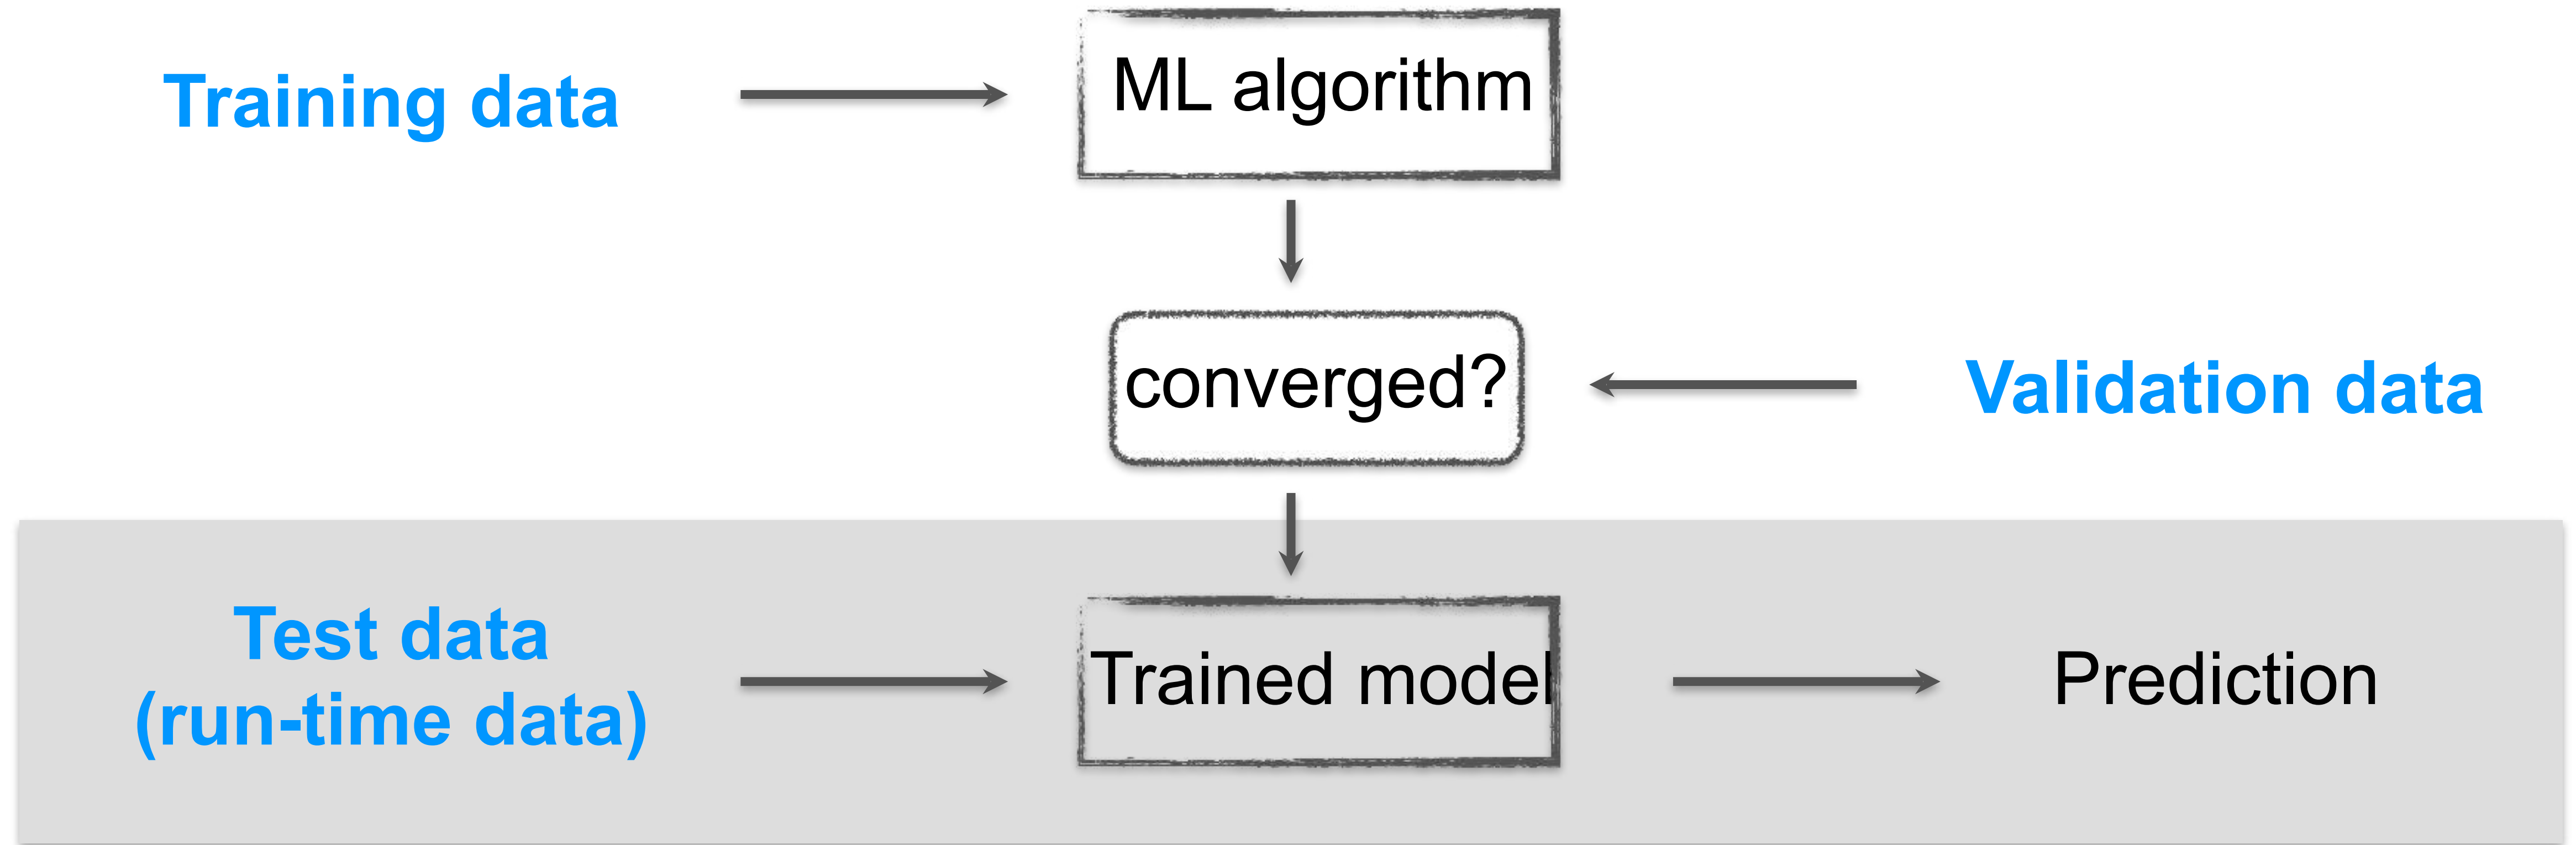 Training data
ML algorithm
converged?
Validation data
Test data
(run-time data)
Trained model
Prediction